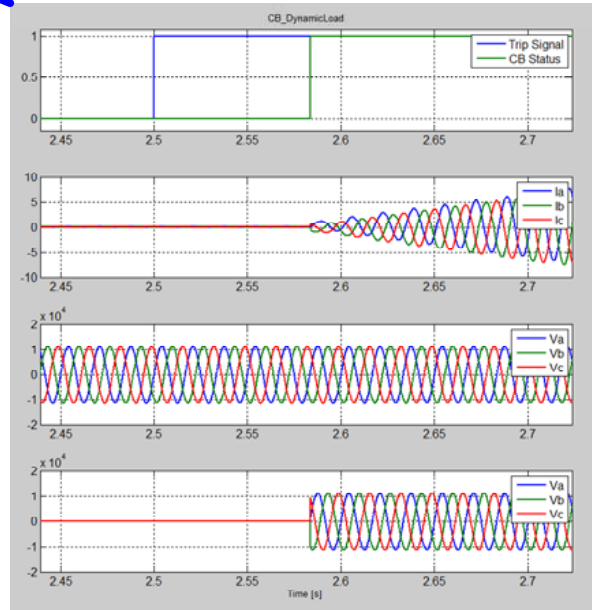 CB_DynamicLoad
1
0.5
0
Trip Signal
CB Status
2.45 2.5 2.55 2.6 2.65 2.7
10
5
0
-5
-10
Ia
Ib
Ic
2.45 2.5 2.55 2.6 2.65 2.7
x 10^4
2
1
0
-1
-2
Va
Vb
Vc
2.45 2.5 2.55 2.6 2.65 2.7
x 10^4
2
1
0
-1
-2
Va
Vb
Vc
2.45 2.5 2.55 2.6 2.65 2.7
Time [s]